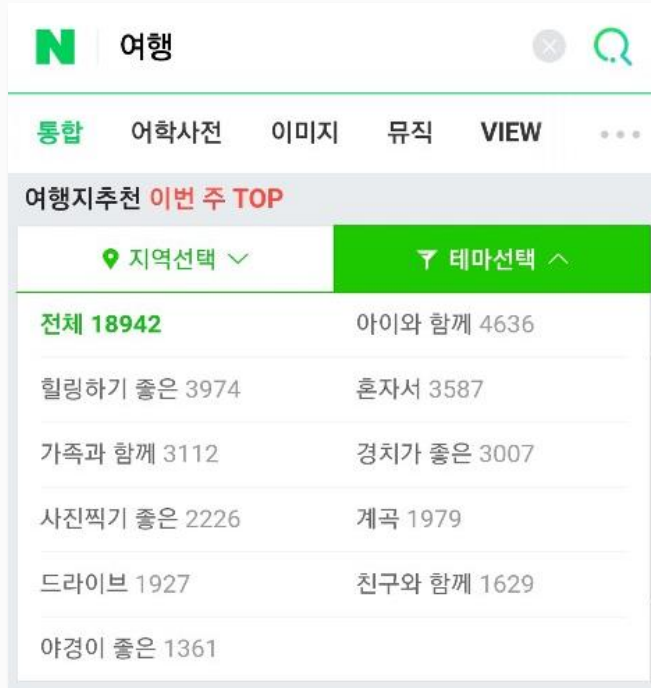 N 여행
통합 어학사전 이미지 뮤직 VIEW
여행지추천 이번 주 TOP
지역선택 테마선택
전체 18942 아이와 함께 4636
힐링하기 좋은 3974 혼자서 3587
가족과 함께 3112 경치가 좋은 3007
사진찍기 좋은 2226 계곡 1979
드라이브 1927 친구와 함께 1629
야경이 좋은 1361